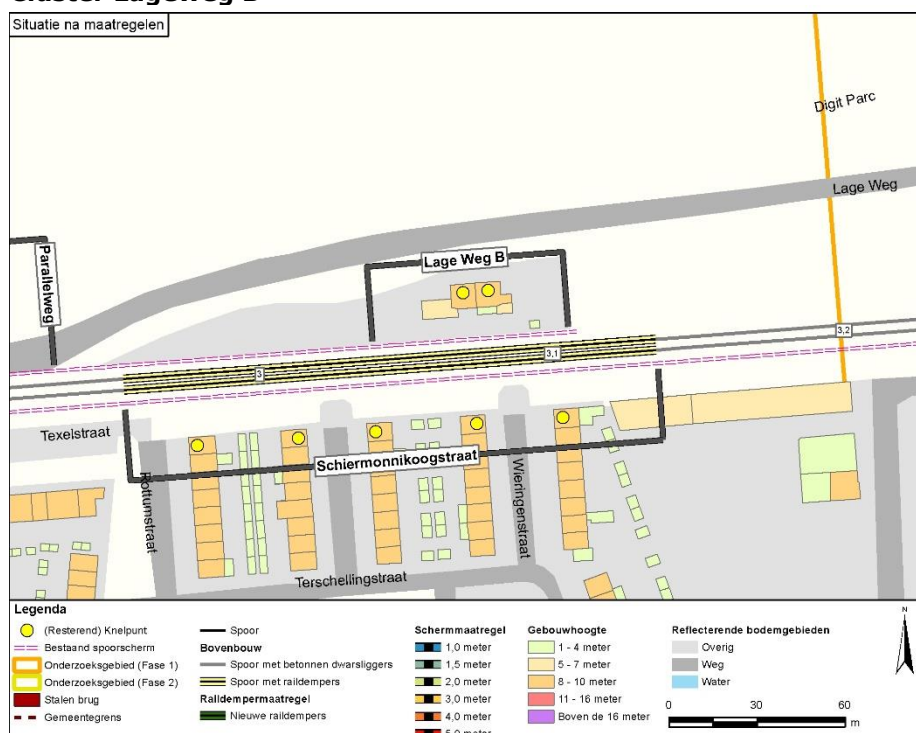 Cluster Lageweg B
Situatie na maatregelen
Digit Parc
Lage Weg
Parallelweg
Lage Weg B
3,2
3,1
3
Texelstraat
Schiermonnikoogstraat
Rottumstraat
Wieringenstraat
Terschellingstraat
Legenda
(Resterend) Knelpunt
Bestaand spoorscherm
Onderzoeksgebied (Fase 1)
Onderzoeksgebied (Fase 2)
Stalen brug
Gemeentegrens
Spoor
Bovenbouw
Spoor met betonnen dwarsliggers
Spoor met raildempers
Raildempermaatregel
Nieuwe raildempers
Schermmaatregel
1,0 meter
1,5 meter
2,0 meter
3,0 meter
4,0 meter
5,0 meter
Gebouwhoogte
1 - 4 meter
5 - 7 meter
8 - 10 meter
11 - 16 meter
Boven de 16 meter
Reflecterende bodemgebieden
Overig
Weg
Water
N
0 30 60
m